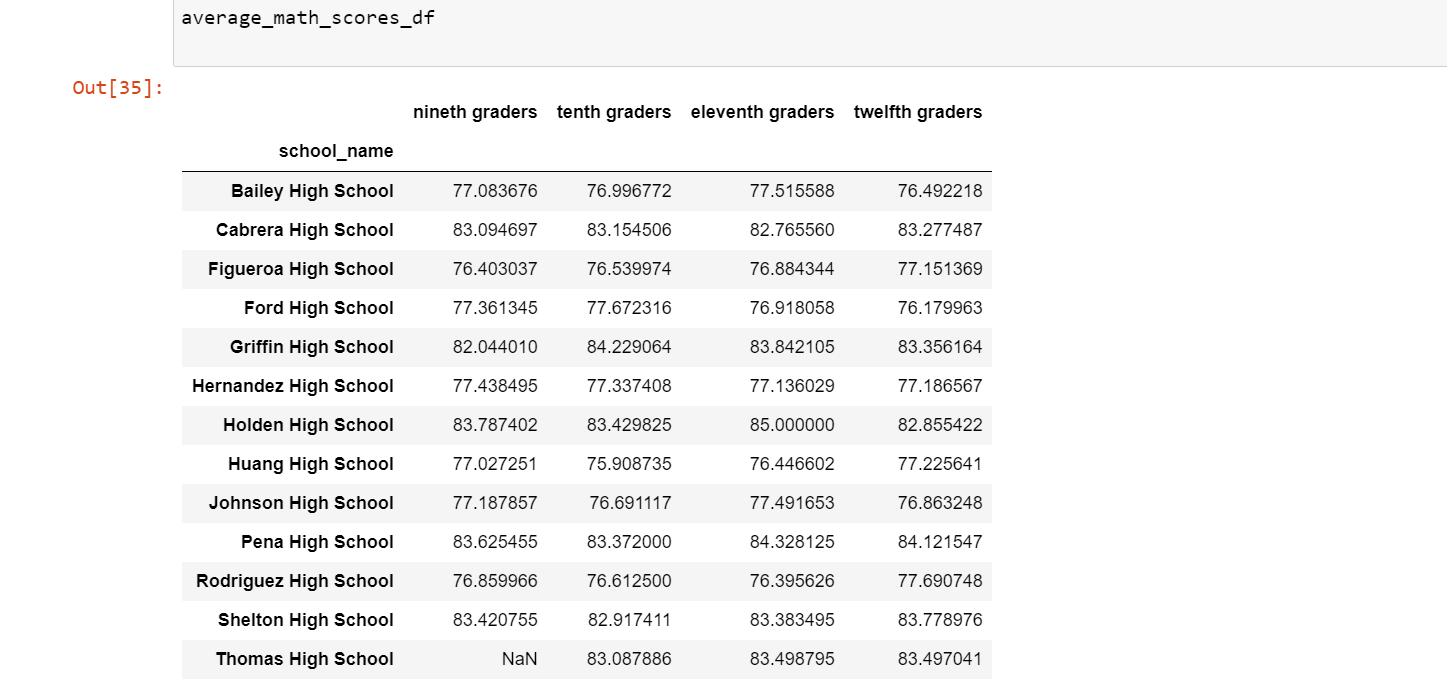 average_math_scores_df
Out[35]:
nineth graders tenth graders eleventh graders twelfth graders
school_name
Bailey High School 77.083676 76.996772 77.515588 76.492218
Cabrera High School 83.094697 83.154506 82.765560 83.277487
Figueroa High School 76.403037 76.539974 76.884344 77.151369
Ford High School 77.361345 77.672316 76.918058 76.179963
Griffin High School 82.044010 84.229064 83.842105 83.356164
Hernandez High School 77.438495 77.337408 77.136029 77.186567
Holden High School 83.787402 83.429825 85.000000 82.855422
Huang High School 77.027251 75.908735 76.446602 77.225641
Johnson High School 77.187857 76.691117 77.491653 76.863248
Pena High School 83.625455 83.372000 84.328125 84.121547
Rodriguez High School 76.859966 76.612500 76.395626 77.690748
Shelton High School 83.420755 82.917411 83.383495 83.778976
Thomas High School NaN 83.087886 83.498795 83.497041